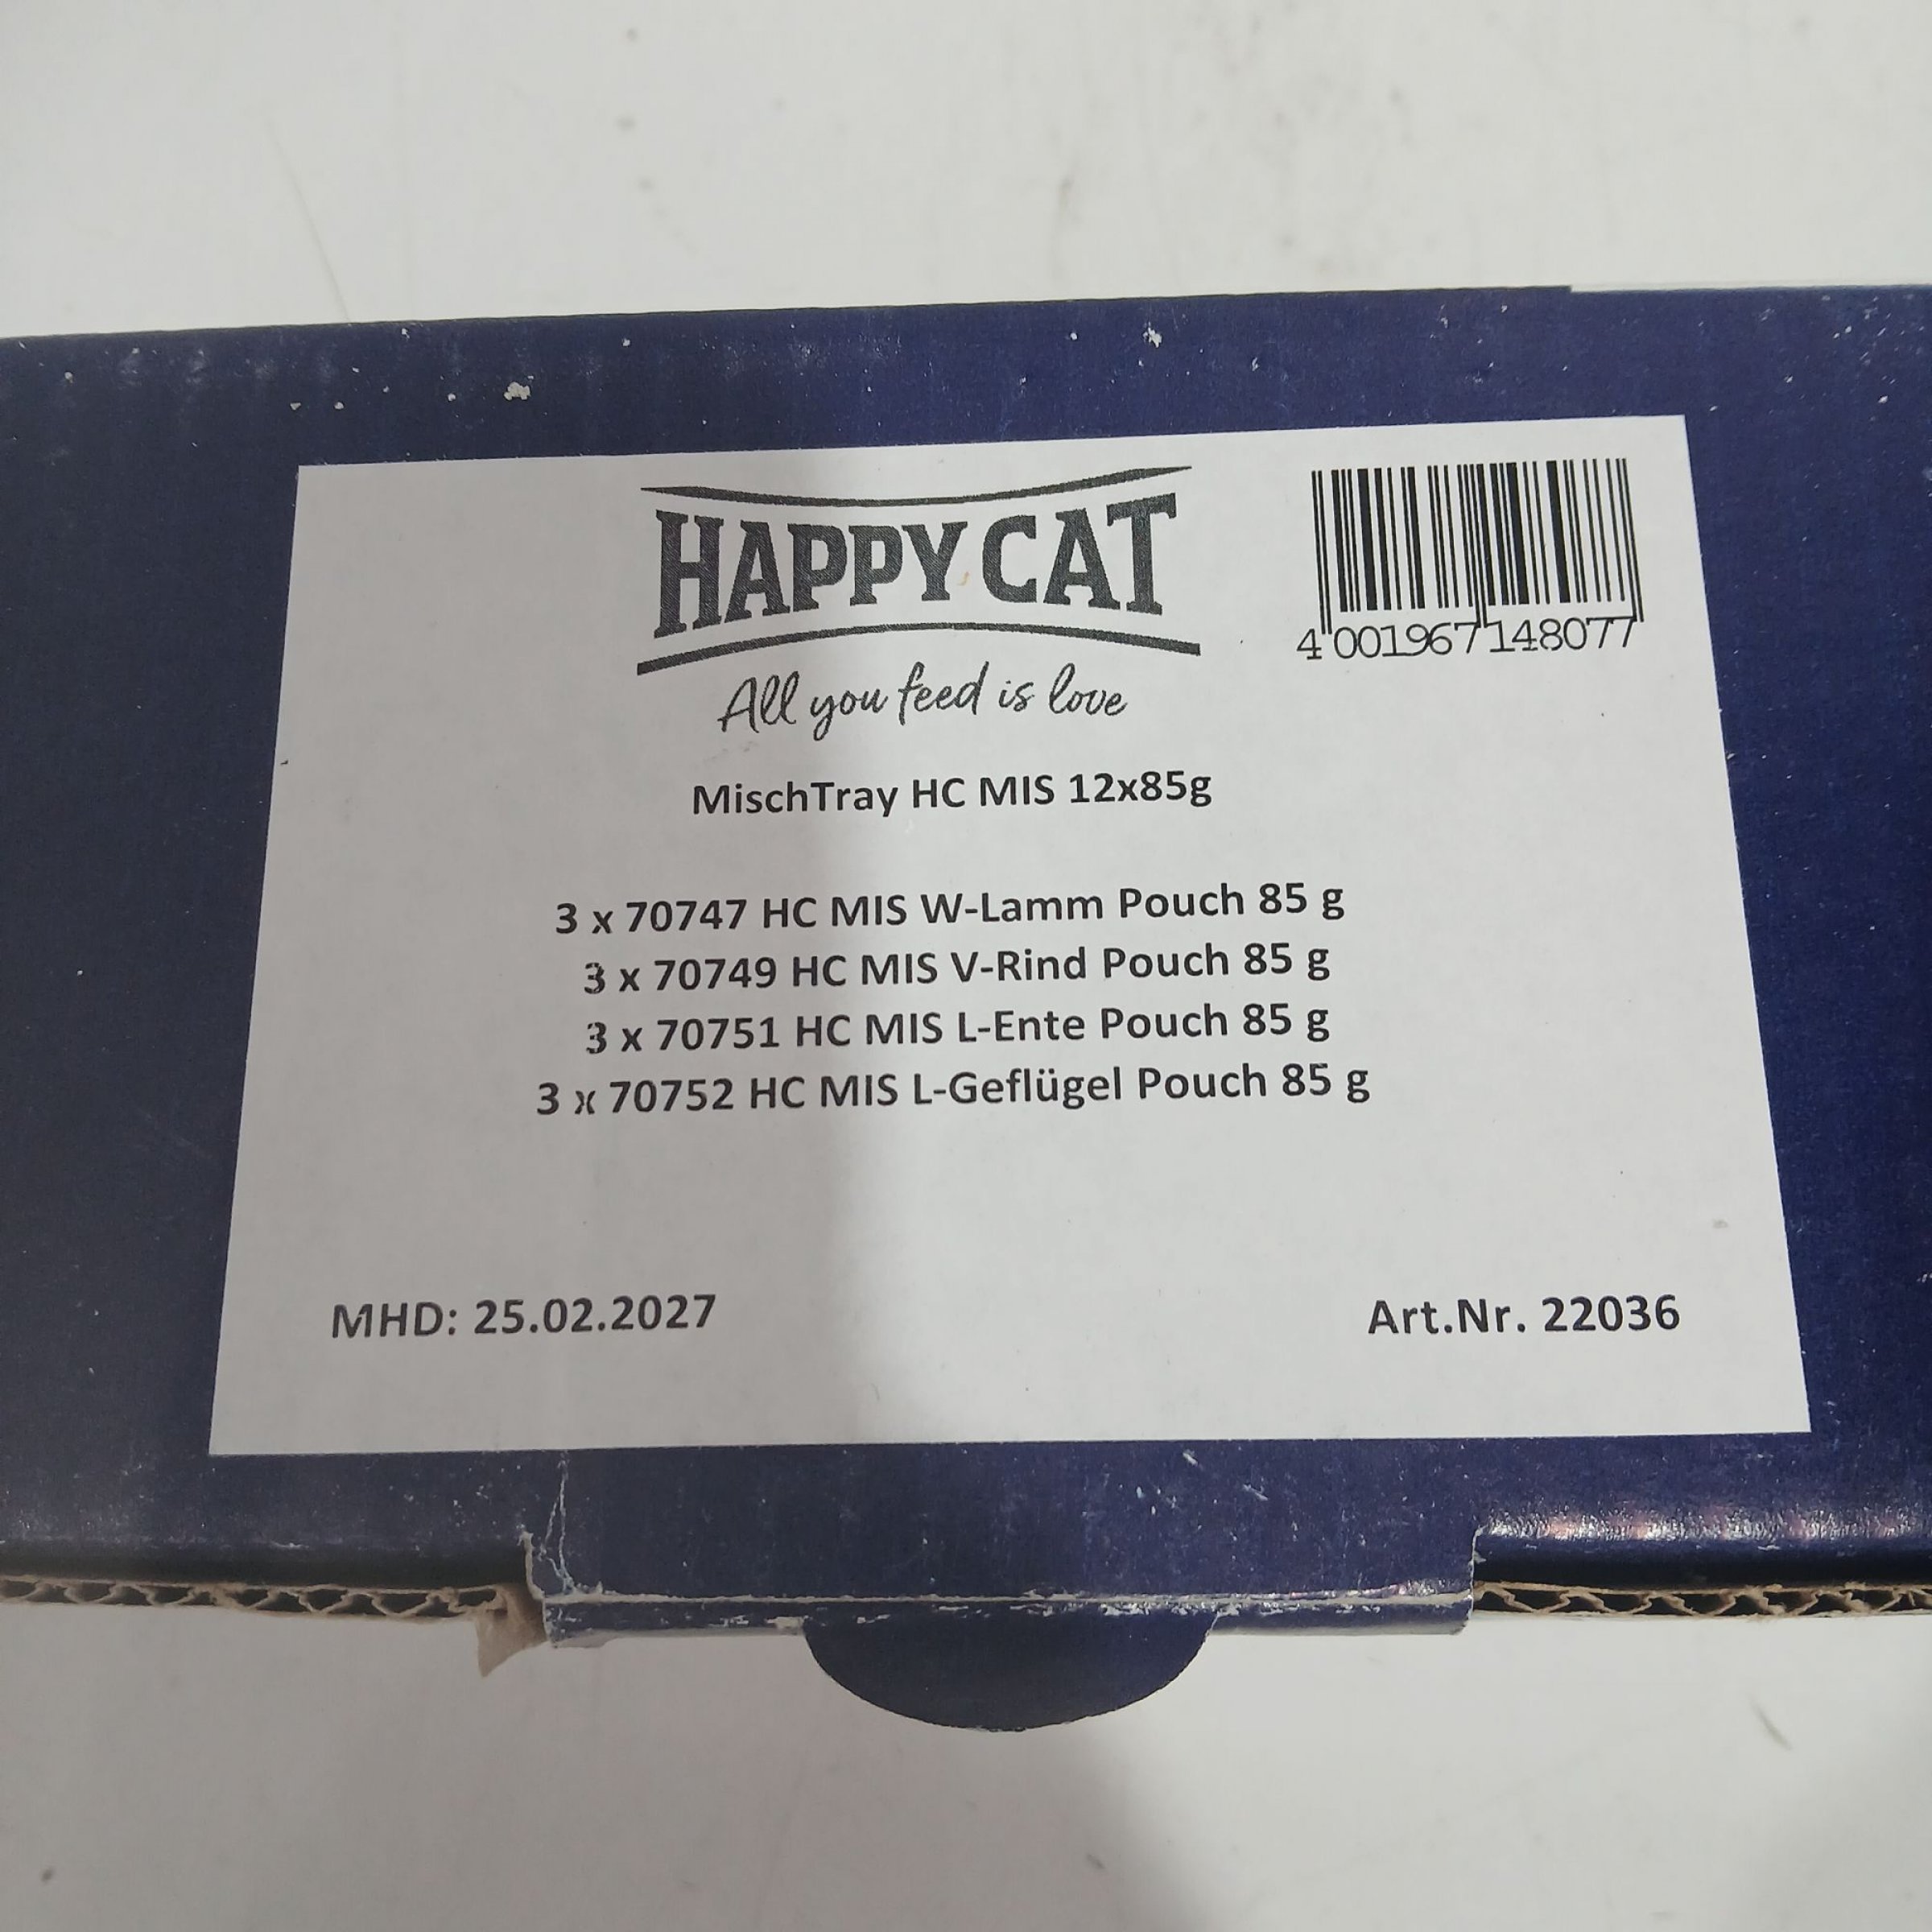 HAPPY CAT
All you feed is love
4 001967 148077
MischTray HC MIS 12x85g
3 x 70747 HC MIS W-Lamm Pouch 85 g
3 x 70749 HC MIS V-Rind Pouch 85 g
3 x 70751 HC MIS L-Ente Pouch 85 g
3 x 70752 HC MIS L-Geflügel Pouch 85 g
MHD: 25.02.2027
Art.Nr. 22036